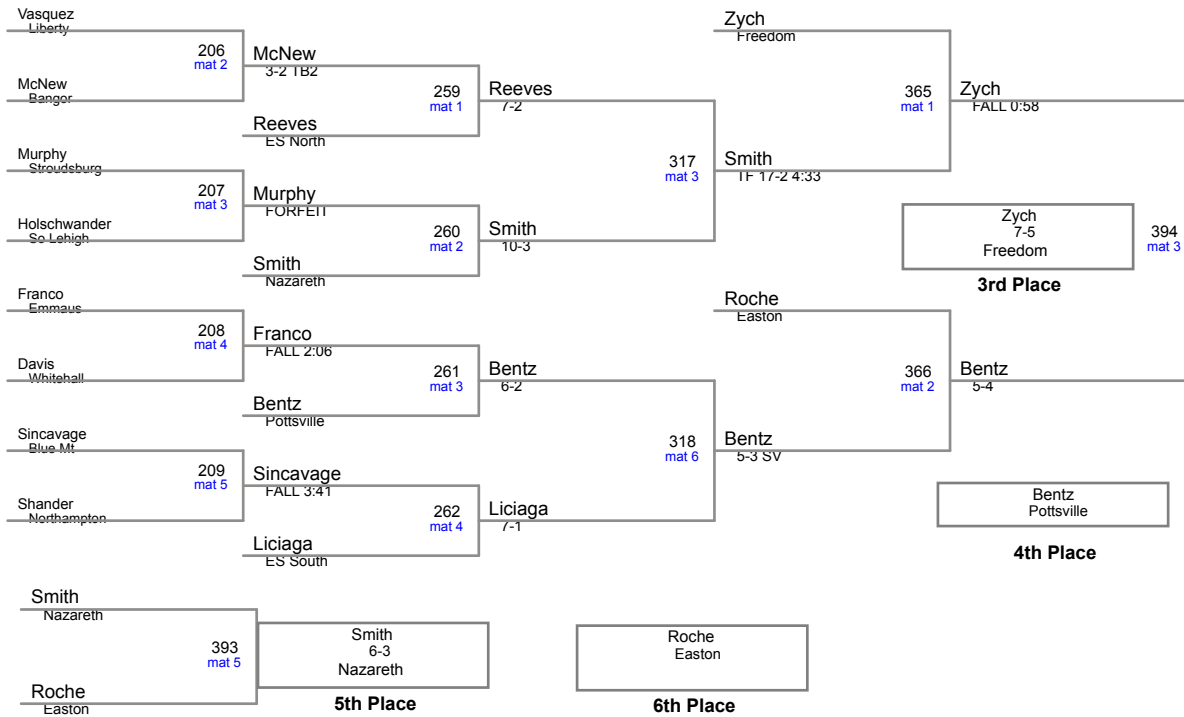 Vasquez
Liberty
206
mat 2
McNew
Bangor
McNew
3-2 TB2
259
mat 1
Reeves
ES North
Reeves
7-2
Murphy
Stroudsburg
207
mat 3
Holschwander
So Lehigh
Murphy
FORFEIT
260
mat 2
Smith
Nazareth
Smith
10-3
317
mat 3
Smith
TF 17-2 4:33
Zych
Freedom
365
mat 1
Zych
FALL 0:58
Zych
7-5
Freedom
394
mat 3
3rd Place
Franco
Emmaus
208
mat 4
Davis
Whitehall
Franco
FALL 2:06
261
mat 3
Bentz
Pottsville
Bentz
6-2
Sincavage
Blue Mt
209
mat 5
Shander
Northampton
Sincavage
FALL 3:41
262
mat 4
Liciaga
ES South
Liciaga
7-1
318
mat 6
Bentz
5-3 SV
Roche
Easton
366
mat 2
Bentz
5-4
Bentz
Pottsville
4th Place
Smith
Nazareth
393
mat 5
Roche
Easton
Smith
6-3
Nazareth
5th Place
Roche
Easton
6th Place